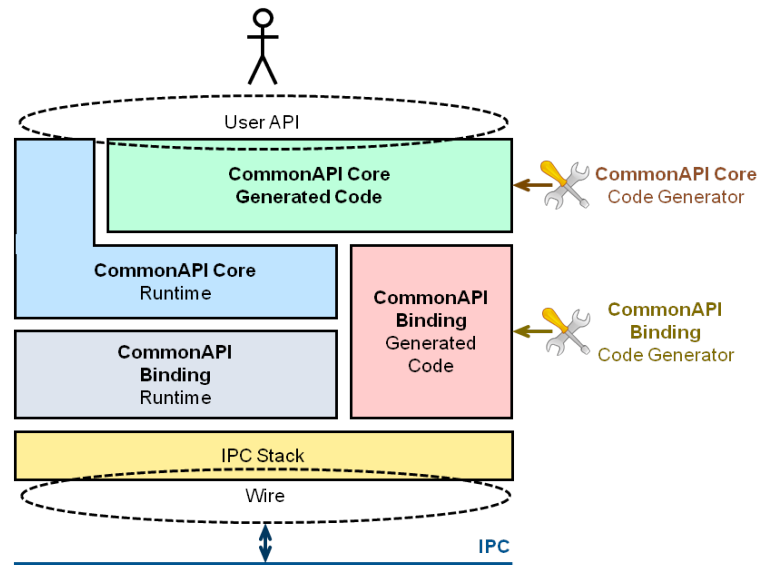 User API
CommonAPI Core
Generated Code
CommonAPI Core
Code Generator
CommonAPI Core
Runtime
CommonAPI
Binding
Generated
Code
CommonAPI
Binding
Code Generator
CommonAPI
Binding
Runtime
IPC Stack
Wire
IPC